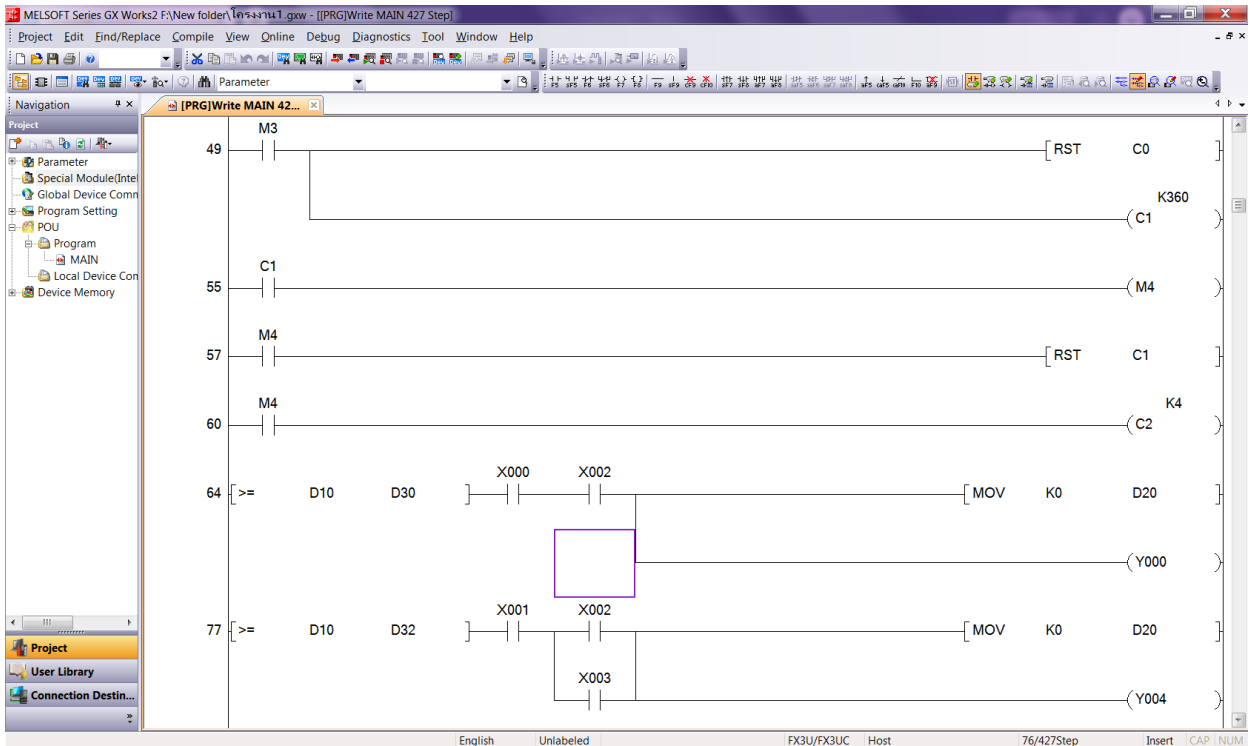 MELSOFT Series GX Works2 F:\New folder\โครงงาน1.gxw - [[PRG]Write MAIN 427 Step]
Project Edit Find/Replace Compile View Online Debug Diagnostics Tool Window Help
Parameter
Navigation
[PRG]Write MAIN 42...
Project
Parameter
Special Module(Intel
Global Device Comm
Program Setting
POU
Program
MAIN
Local Device Con
Device Memory
Project
User Library
Connection Destin...
M3
49 RST C0
K360
C1
C1
55 M4
M4
57 RST C1
M4 K4
60 C2
X000 X002
64 >= D10 D30 MOV K0 D20
Y000
X001 X002
77 >= D10 D32 MOV K0 D20
X003
Y004
English Unlabeled FX3U/FX3UC Host 76/427Step Insert CAP NUM